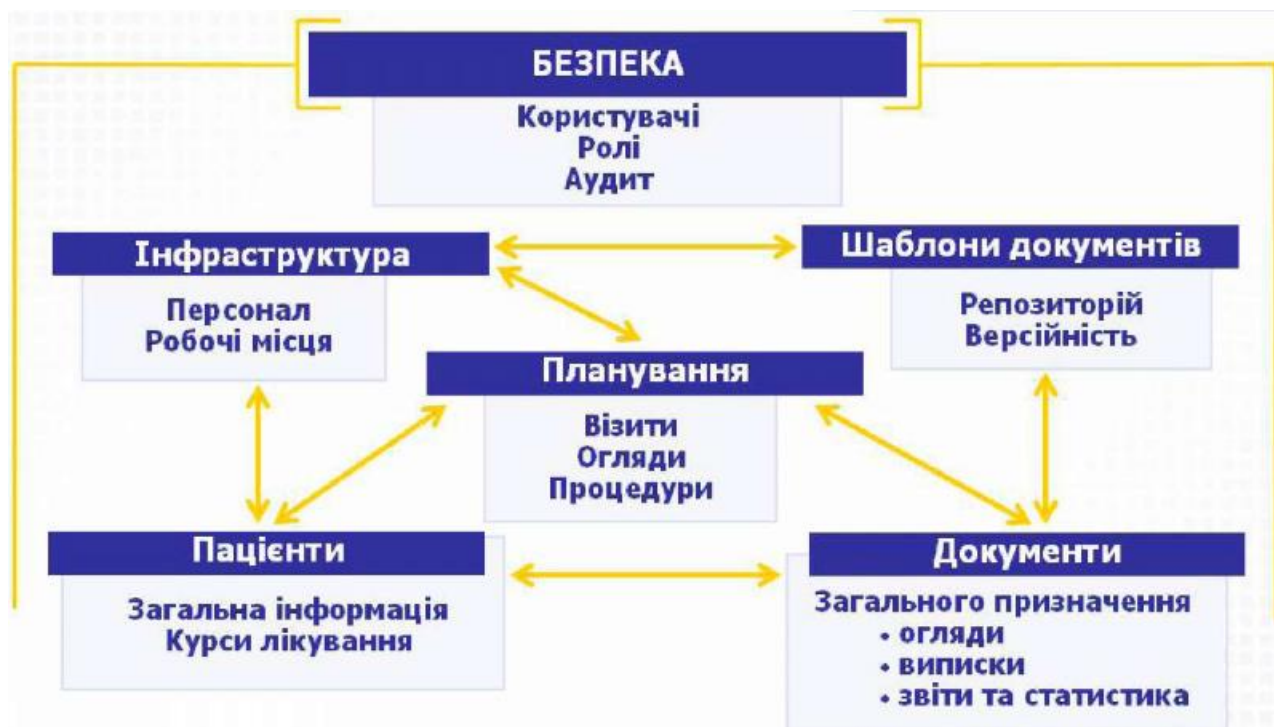 БЕЗПЕКА
Користувачі
Ролі
Аудит
Інфраструктура
Персонал
Робочі місця
Шаблони документів
Репозиторій
Версійність
Планування
Візити
Огляди
Процедури
Пацієнти
Загальна інформація
Курси лікування
Документи
Загального призначення
• огляди
• виписки
• звіти та статистика